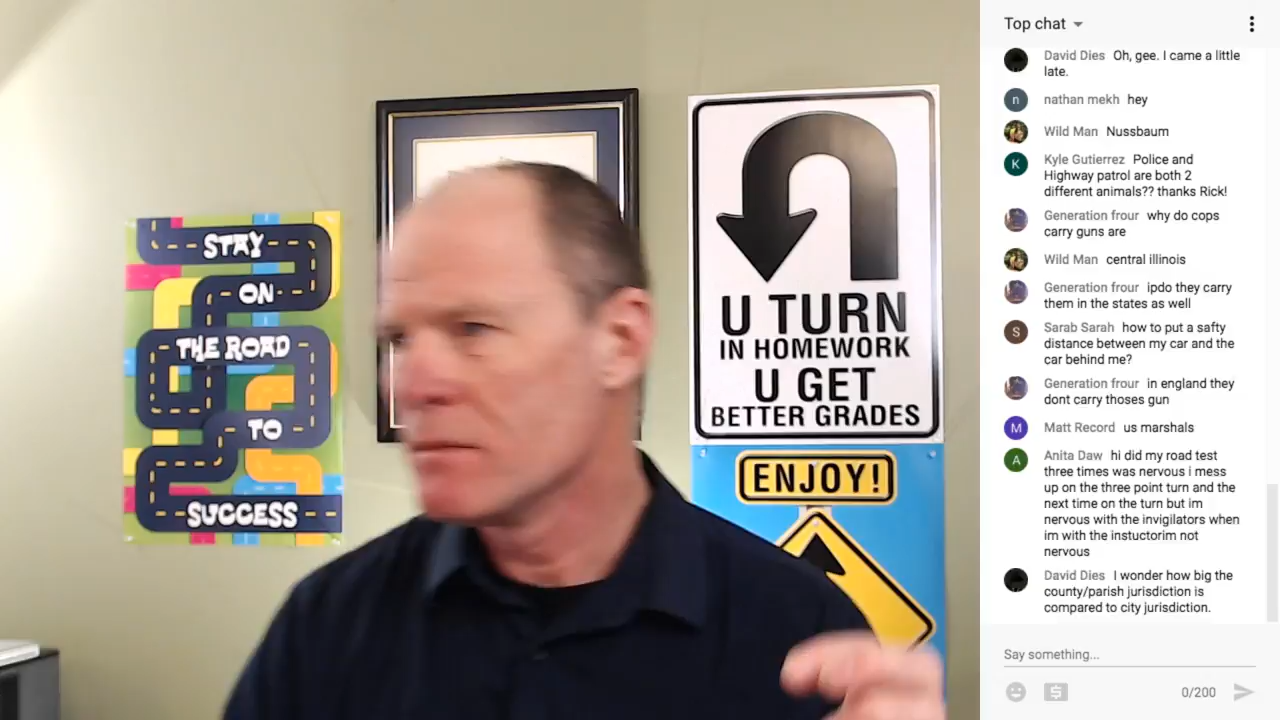 STAY
ON
THE ROAD
TO
SUCCESS
U TURN
IN HOMEWORK
U GET
BETTER GRADES
ENJOY!
Top chat
David Dies Oh, gee. I came a little
late.
n nathan mekh hey
Wild Man Nussbaum
K Kyle Gutierrez Police and
Highway patrol are both 2
different animals?? thanks Rick!
Generation frour why do cops
carry guns are
Wild Man central illinois
Generation frour ipdo they carry
them in the states as well
S Sarab Sarah how to put a safty
distance between my car and the
car behind me?
Generation frour in england they
dont carry thoses gun
M Matt Record us marshals
A Anita Daw hi did my road test
three times was nervous i mess
up on the three point turn and the
next time on the turn but im
nervous with the invigilators when
im with the instuctorim not
nervous
David Dies I wonder how big the
county/parish jurisdiction is
compared to city jurisdiction.
Say something...
0/200